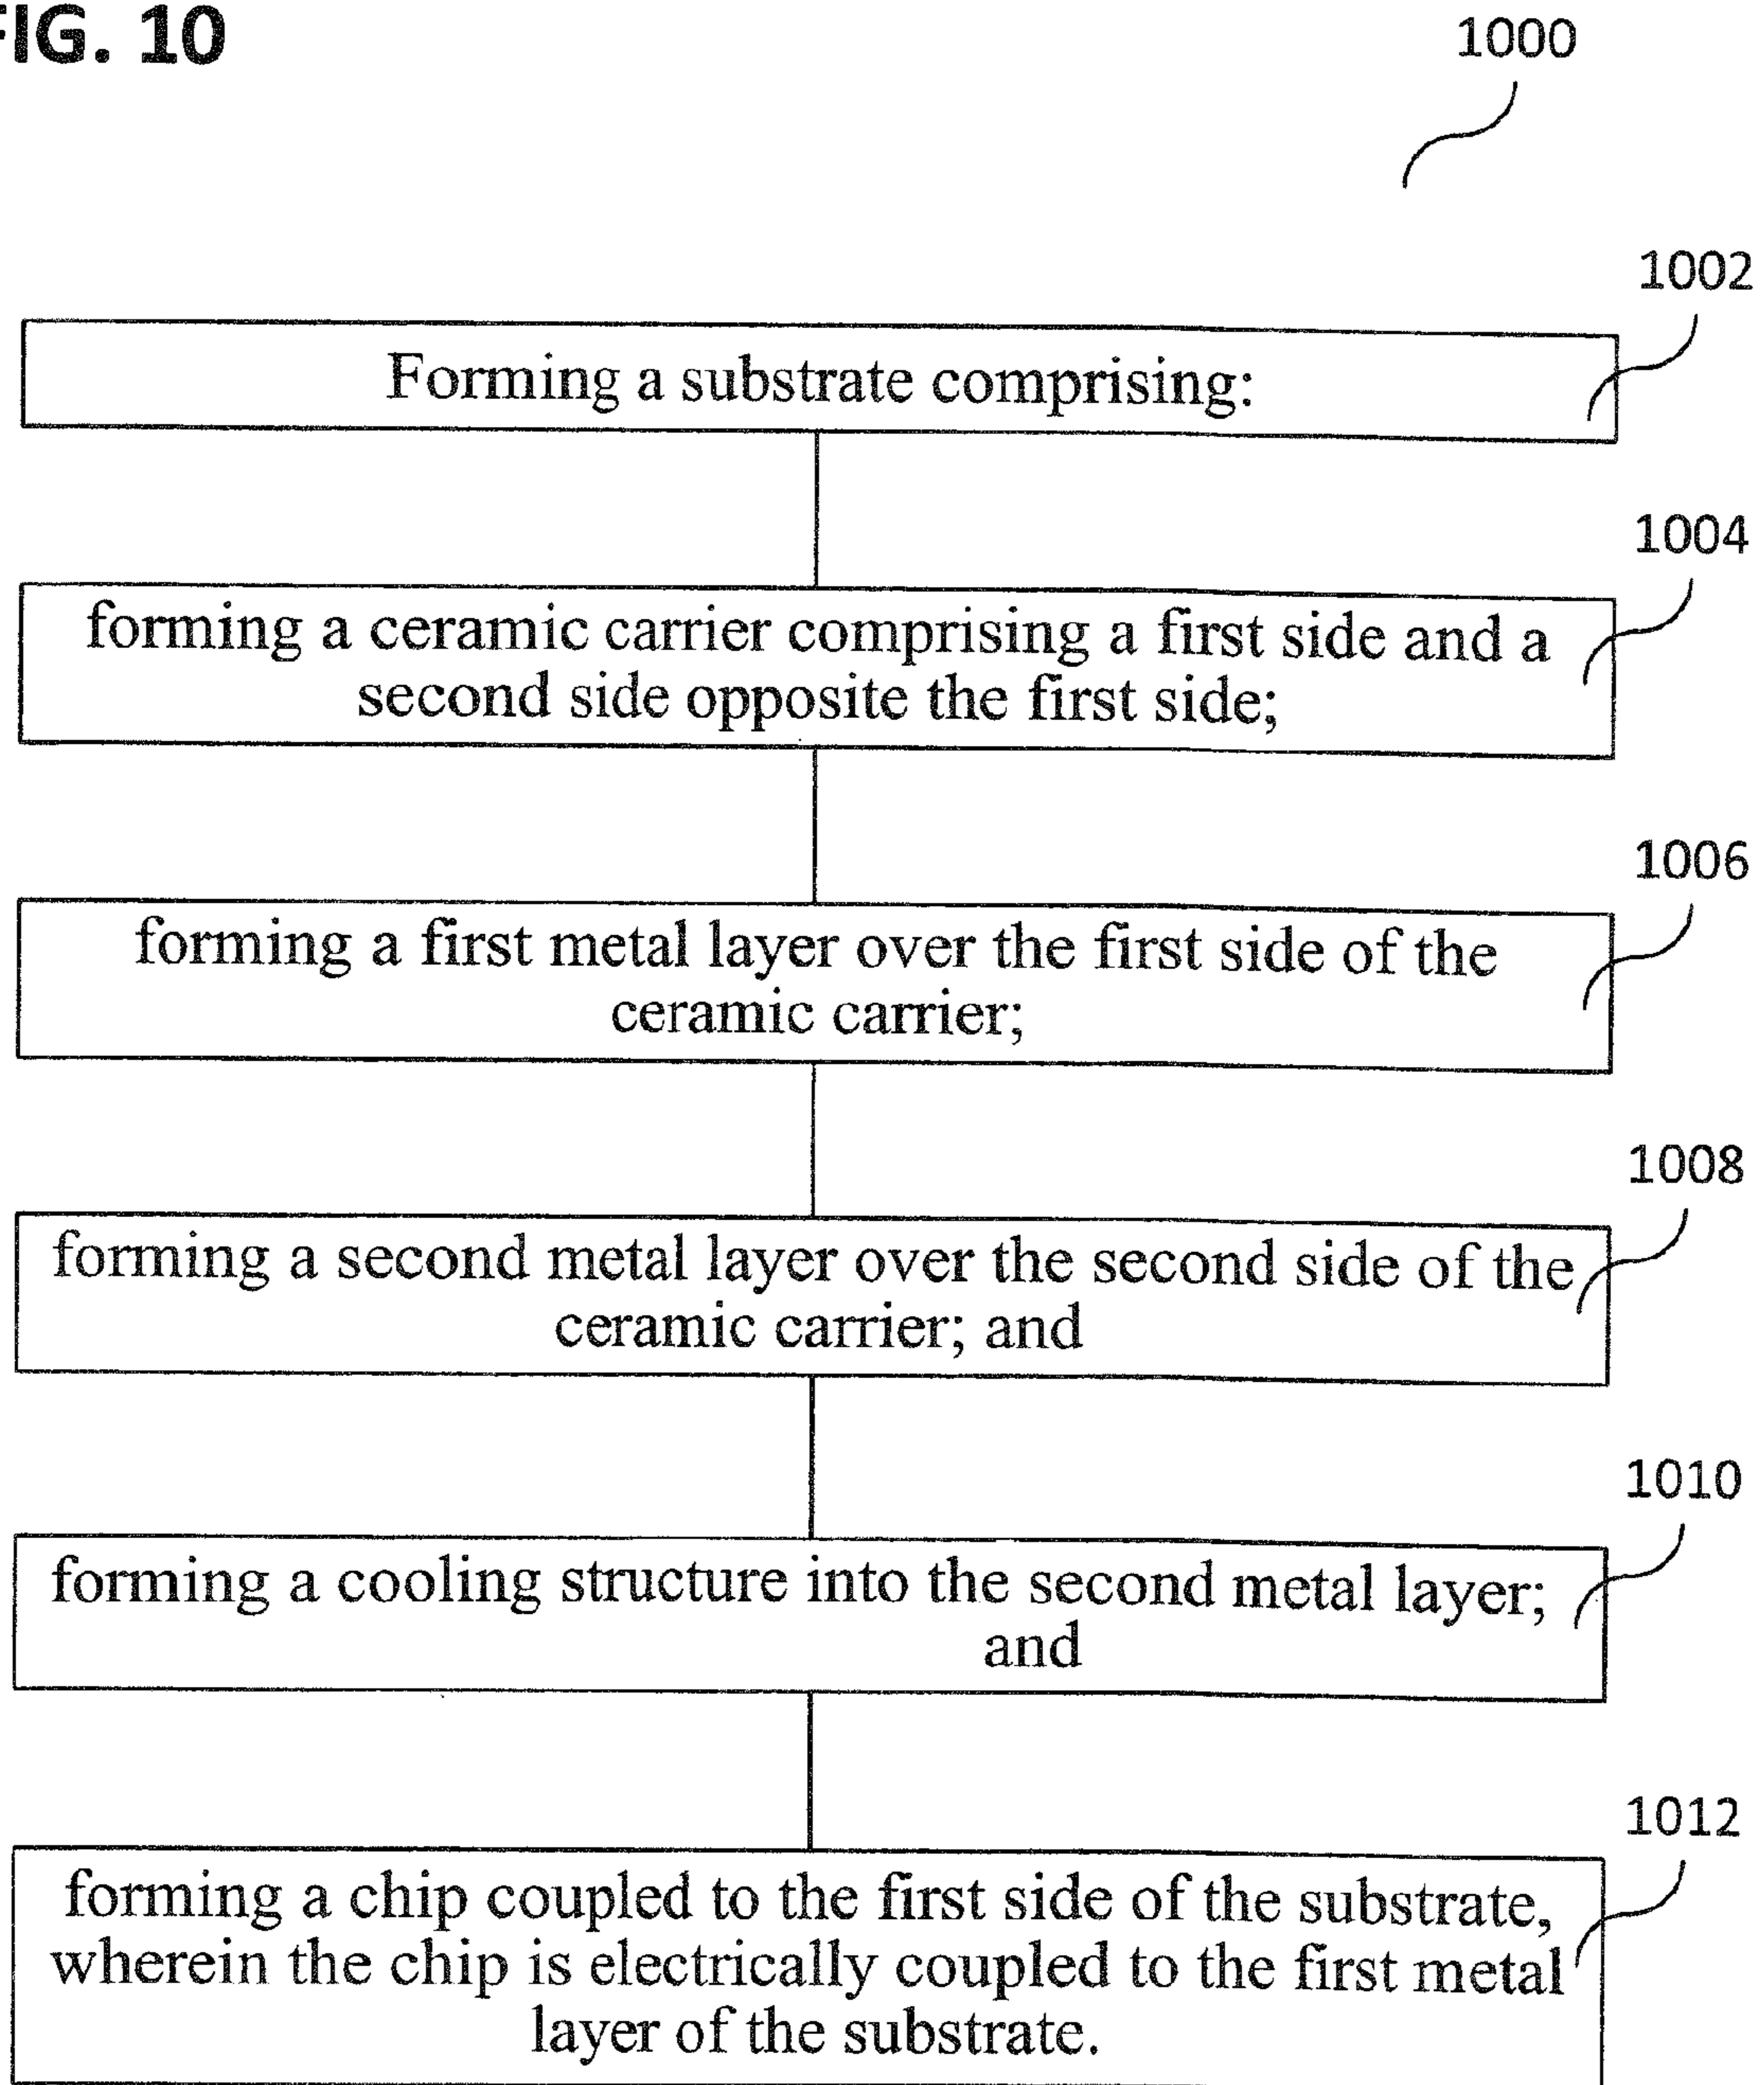 FIG. 10
1000
1002
Forming a substrate comprising:
1004
forming a ceramic carrier comprising a first side and a
second side opposite the first side;
1006
forming a first metal layer over the first side of the
ceramic carrier;
1008
forming a second metal layer over the second side of the
ceramic carrier; and
1010
forming a cooling structure into the second metal layer;
and
1012
forming a chip coupled to the first side of the substrate,
wherein the chip is electrically coupled to the first metal
layer of the substrate.